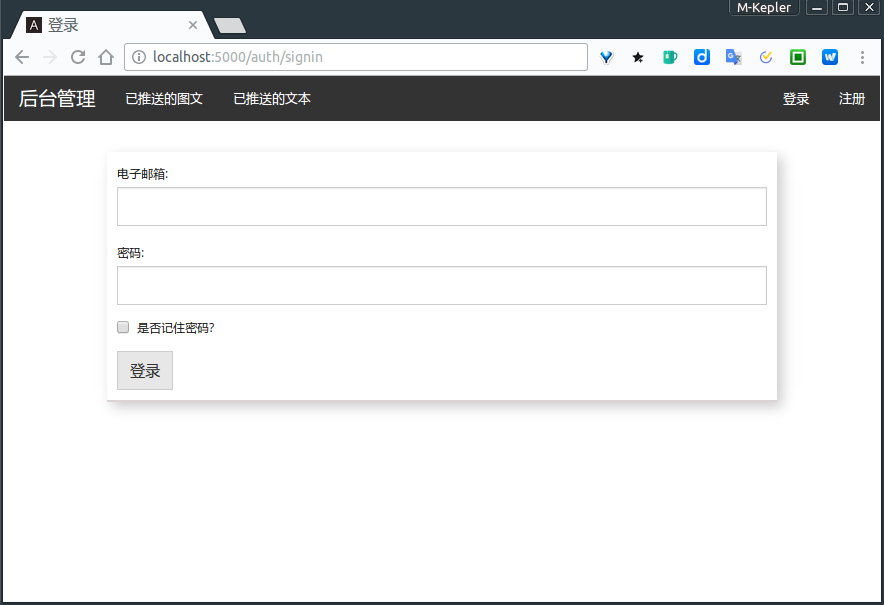 M-Kepler
A 登录
localhost:5000/auth/signin
后台管理 已推送的图文 已推送的文本 登录 注册
电子邮箱:
密码:
是否记住密码?
登录